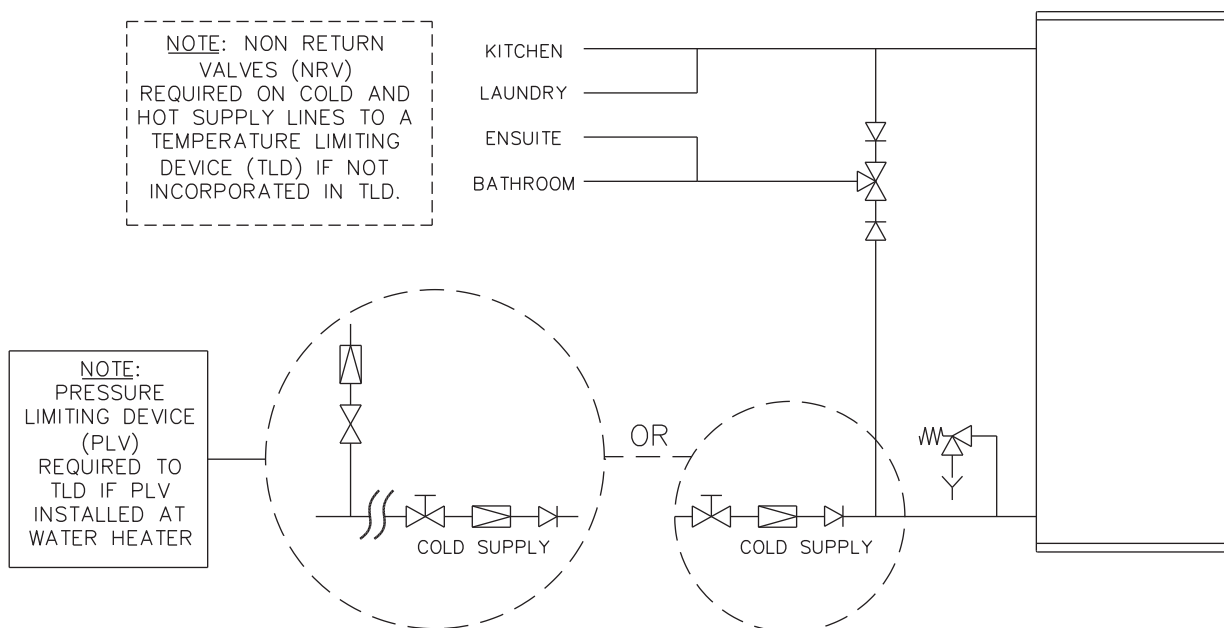 NOTE: NON RETURN
VALVES (NRV)
REQUIRED ON COLD AND
HOT SUPPLY LINES TO A
TEMPERATURE LIMITING
DEVICE (TLD) IF NOT
INCORPORATED IN TLD.
KITCHEN
LAUNDRY
ENSUITE
BATHROOM
NOTE:
PRESSURE
LIMITING DEVICE
(PLV)
REQUIRED TO
TLD IF PLV
INSTALLED AT
WATER HEATER
OR
COLD SUPPLY
COLD SUPPLY